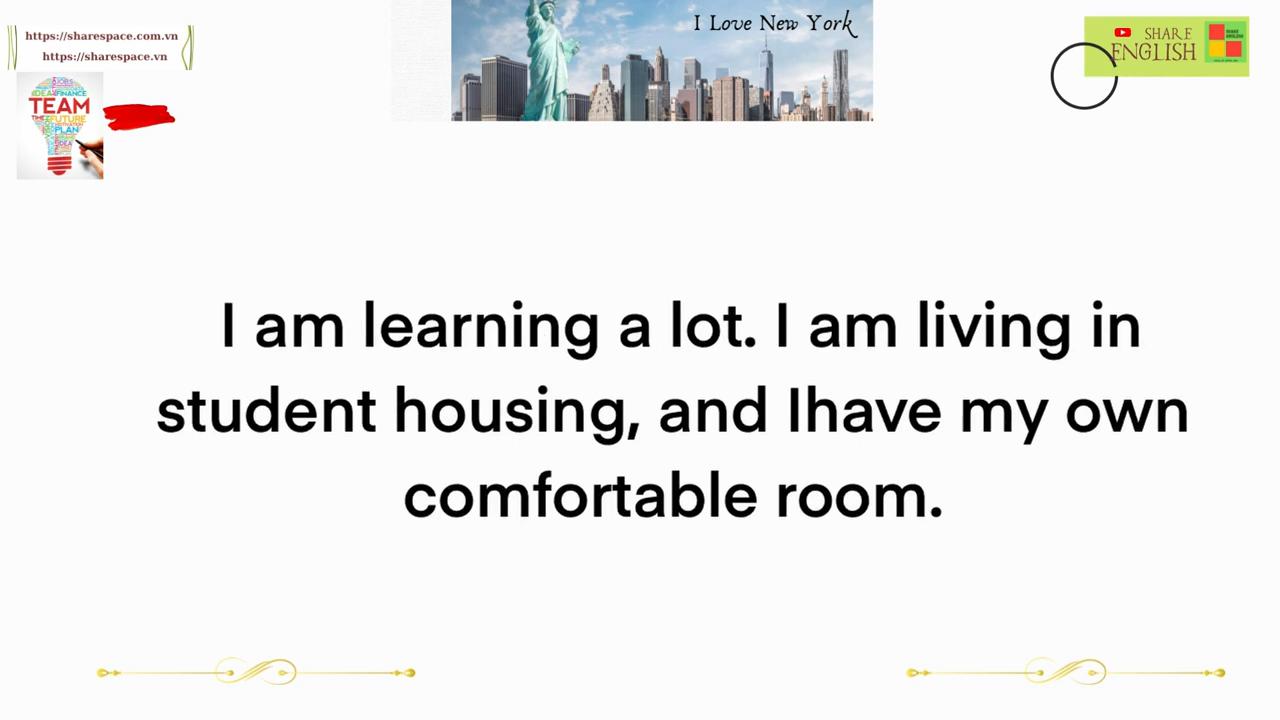 https://sharespace.com.vn
https://sharespace.vn
I Love New York
SHARE
ENGLISH
TEAM
FUTURE
PLAN
IDEA
I am learning a lot. I am living in
student housing, and Ihave my own
comfortable room.